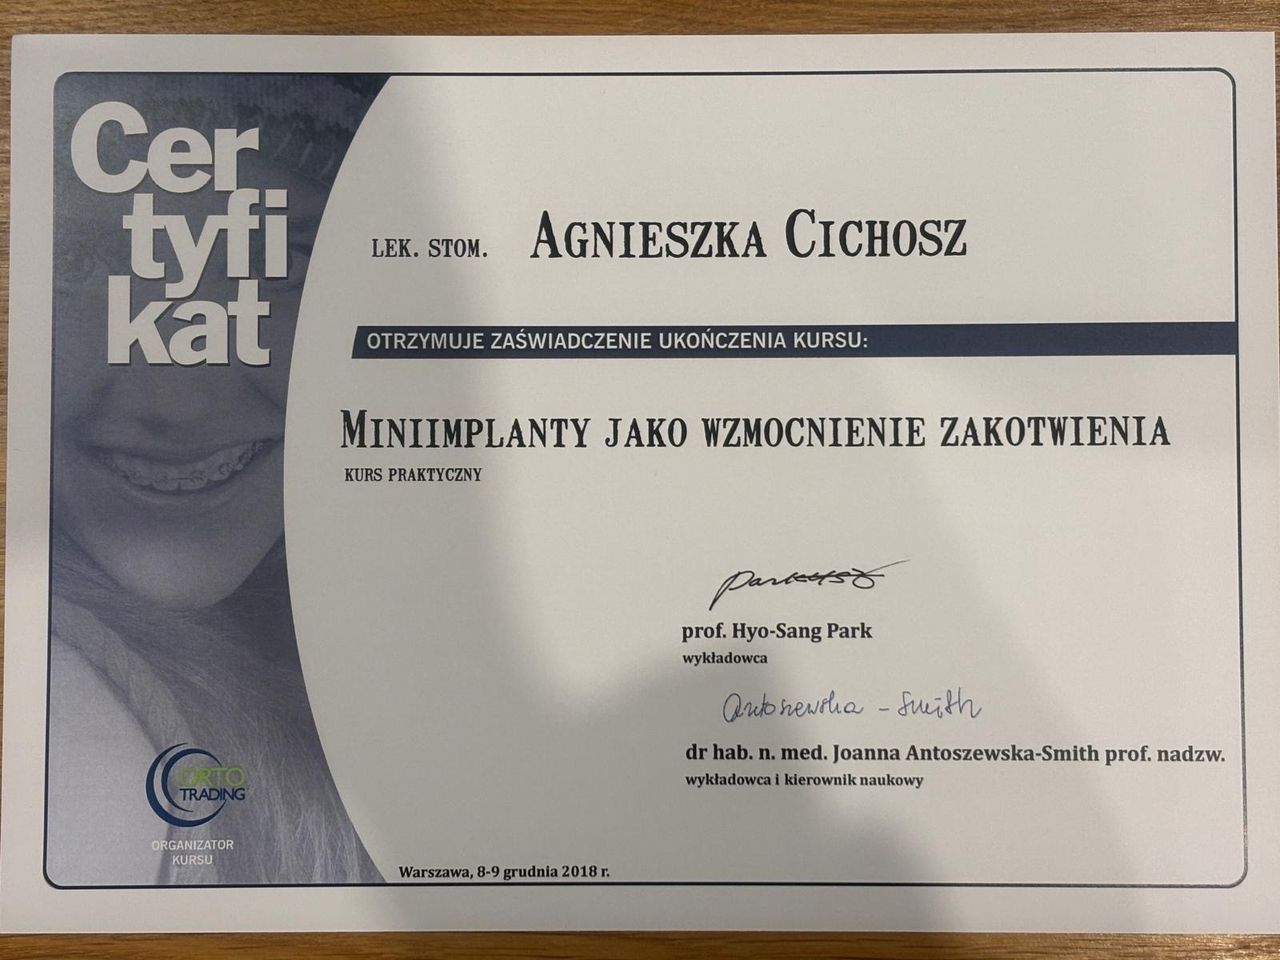 Cer
tyfi
kat
LEK. STOM. AGNIESZKA CICHOSZ
OTRZYMUJE ZAŚWIADCZENIE UKOŃCZENIA KURSU:
MINIIMPLANTY JAKO WZMOCNIENIE ZAKOTWIENIA
KURS PRAKTYCZNY
prof. Hyo-Sang Park
wykładowca
Antoszewska - Smith
dr hab. n. med. Joanna Antoszewska-Smith prof. nadzw.
wykładowca i kierownik naukowy
ORTO
TRADING
ORGANIZATOR
KURSU
Warszawa, 8-9 grudnia 2018 r.